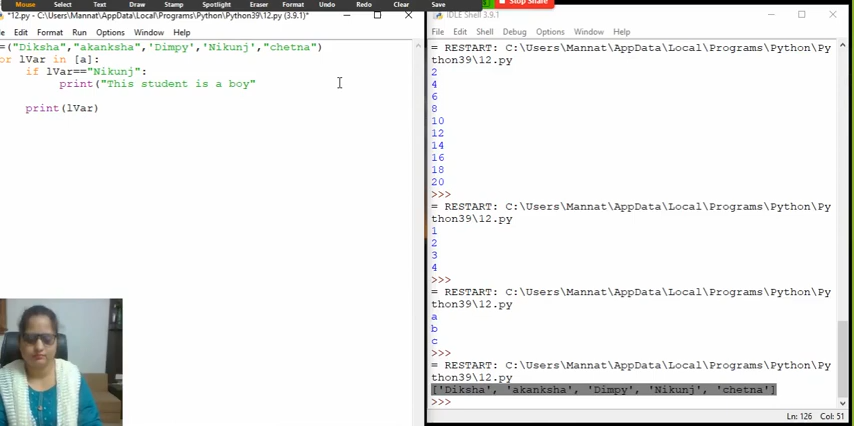 Mouse Select Text Draw Stamp Spotlight Eraser Format Undo Redo Clear Save
Stop Share
*12.py - C:\Users\Mannat\AppData\Local\Programs\Python\Python39\12.py (3.9.1)*
Edit Format Run Options Window Help
=("Diksha","akanksha",'Dimpy','Nikunj',"chetna")
or lVar in [a]:
if lVar=="Nikunj":
print("This student is a boy"
print(lVar)
IDLE Shell 3.9.1
File Edit Shell Debug Options Window Help
= RESTART: C:\Users\Mannat\AppData\Local\Programs\Python\Py
thon39\12.py
2
4
6
8
10
12
14
16
18
20
>>>
= RESTART: C:\Users\Mannat\AppData\Local\Programs\Python\Py
thon39\12.py
1
2
3
4
>>>
= RESTART: C:\Users\Mannat\AppData\Local\Programs\Python\Py
thon39\12.py
a
b
c
>>>
= RESTART: C:\Users\Mannat\AppData\Local\Programs\Python\Py
thon39\12.py
['Diksha', 'akanksha', 'Dimpy', 'Nikunj', 'chetna']
>>>
Ln: 126 Col: 51